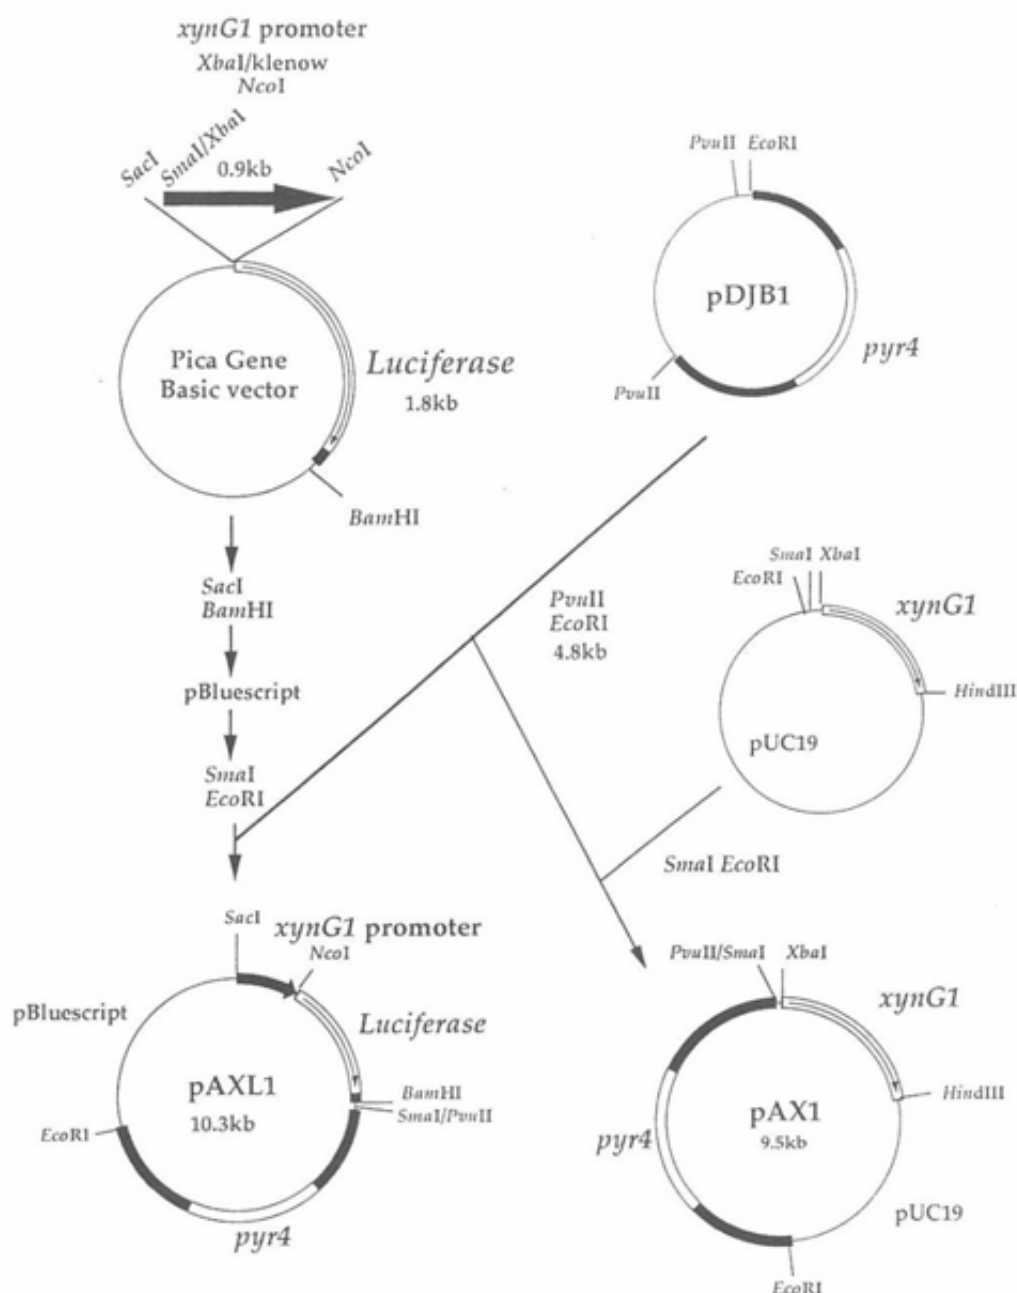 xynG1 promoter
XbaI/klenow
NcoI
SacI
SmaI/XbaI
0.9kb
NcoI
Pica Gene
Basic vector
Luciferase
1.8kb
BamHI
SacI
BamHI
pBluescript
SmaI
EcoRI
PvuII EcoRI
pDJB1
pyr4
PvuII
PvuII
EcoRI
4.8kb
SmaI XbaI
EcoRI
xynG1
HindIII
pUC19
SmaI EcoRI
SacI
xynG1 promoter
NcoI
pBluescript
Luciferase
pAXL1
10.3kb
BamHI
SmaI/PvuII
EcoRI
pyr4
PvuII/SmaI XbaI
xynG1
HindIII
pAX1
9.5kb
pyr4
pUC19
EcoRI